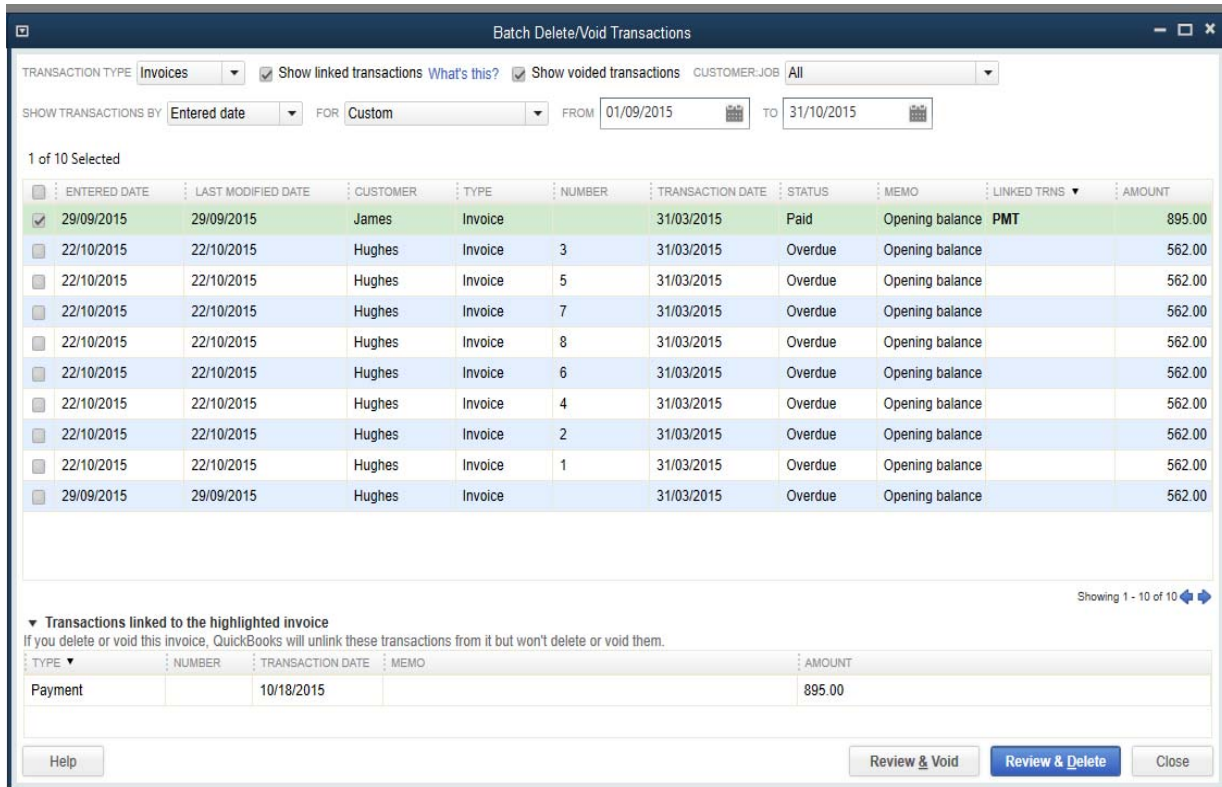 Batch Delete/Void Transactions
TRANSACTION TYPE Invoices Show linked transactions What's this? Show voided transactions CUSTOMER:JOB All
SHOW TRANSACTIONS BY Entered date FOR Custom FROM 01/09/2015 TO 31/10/2015
1 of 10 Selected
ENTERED DATE LAST MODIFIED DATE CUSTOMER TYPE NUMBER TRANSACTION DATE STATUS MEMO LINKED TRNS AMOUNT
29/09/2015 29/09/2015 James Invoice 31/03/2015 Paid Opening balance PMT 895.00
22/10/2015 22/10/2015 Hughes Invoice 3 31/03/2015 Overdue Opening balance 562.00
22/10/2015 22/10/2015 Hughes Invoice 5 31/03/2015 Overdue Opening balance 562.00
22/10/2015 22/10/2015 Hughes Invoice 7 31/03/2015 Overdue Opening balance 562.00
22/10/2015 22/10/2015 Hughes Invoice 8 31/03/2015 Overdue Opening balance 562.00
22/10/2015 22/10/2015 Hughes Invoice 6 31/03/2015 Overdue Opening balance 562.00
22/10/2015 22/10/2015 Hughes Invoice 4 31/03/2015 Overdue Opening balance 562.00
22/10/2015 22/10/2015 Hughes Invoice 2 31/03/2015 Overdue Opening balance 562.00
22/10/2015 22/10/2015 Hughes Invoice 1 31/03/2015 Overdue Opening balance 562.00
29/09/2015 29/09/2015 Hughes Invoice 31/03/2015 Overdue Opening balance 562.00
Showing 1 - 10 of 10
Transactions linked to the highlighted invoice
If you delete or void this invoice, QuickBooks will unlink these transactions from it but won't delete or void them.
TYPE NUMBER TRANSACTION DATE MEMO AMOUNT
Payment 10/18/2015 895.00
Help Review & Void Review & Delete Close